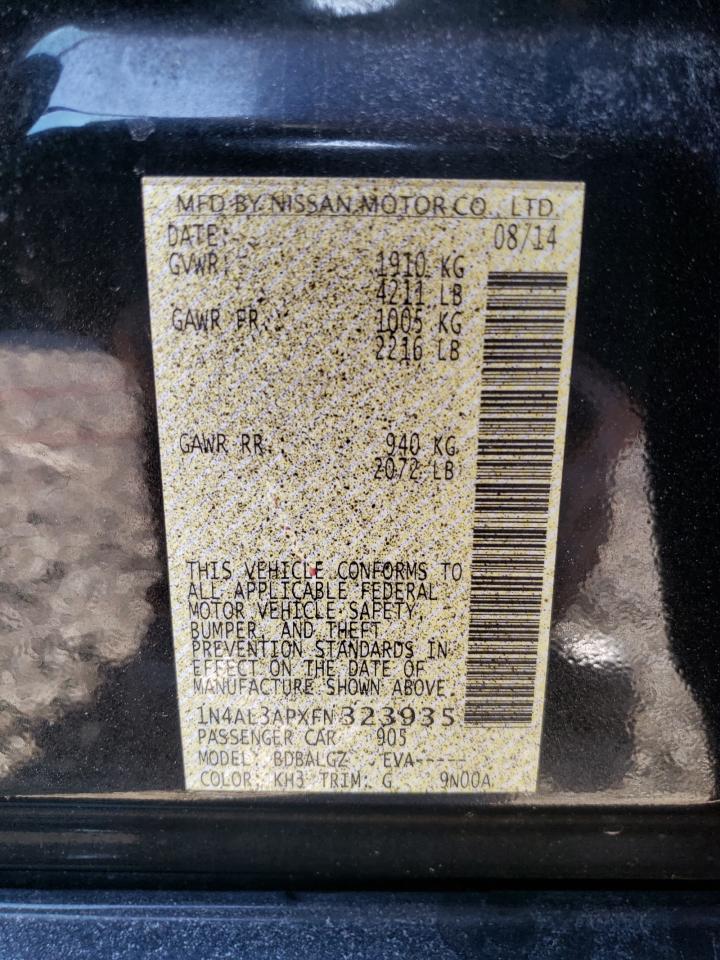 MFD BY NISSAN MOTOR CO., LTD.
DATE: 08/14
GVWR: 1910 KG
4211 LB
GAWR FR. 1005 KG
2216 LB
GAWR RR. 940 KG
2072 LB
THIS VEHICLE CONFORMS TO
ALL APPLICABLE FEDERAL
MOTOR VEHICLE SAFETY,
BUMPER, AND THEFT
PREVENTION STANDARDS IN
EFFECT ON THE DATE OF
MANUFACTURE SHOWN ABOVE.
1N4AL3APXFN323935
PASSENGER CAR 905
MODEL: BDBALGZ EVA-----
COLOR: KH3 TRIM: G 9N00A